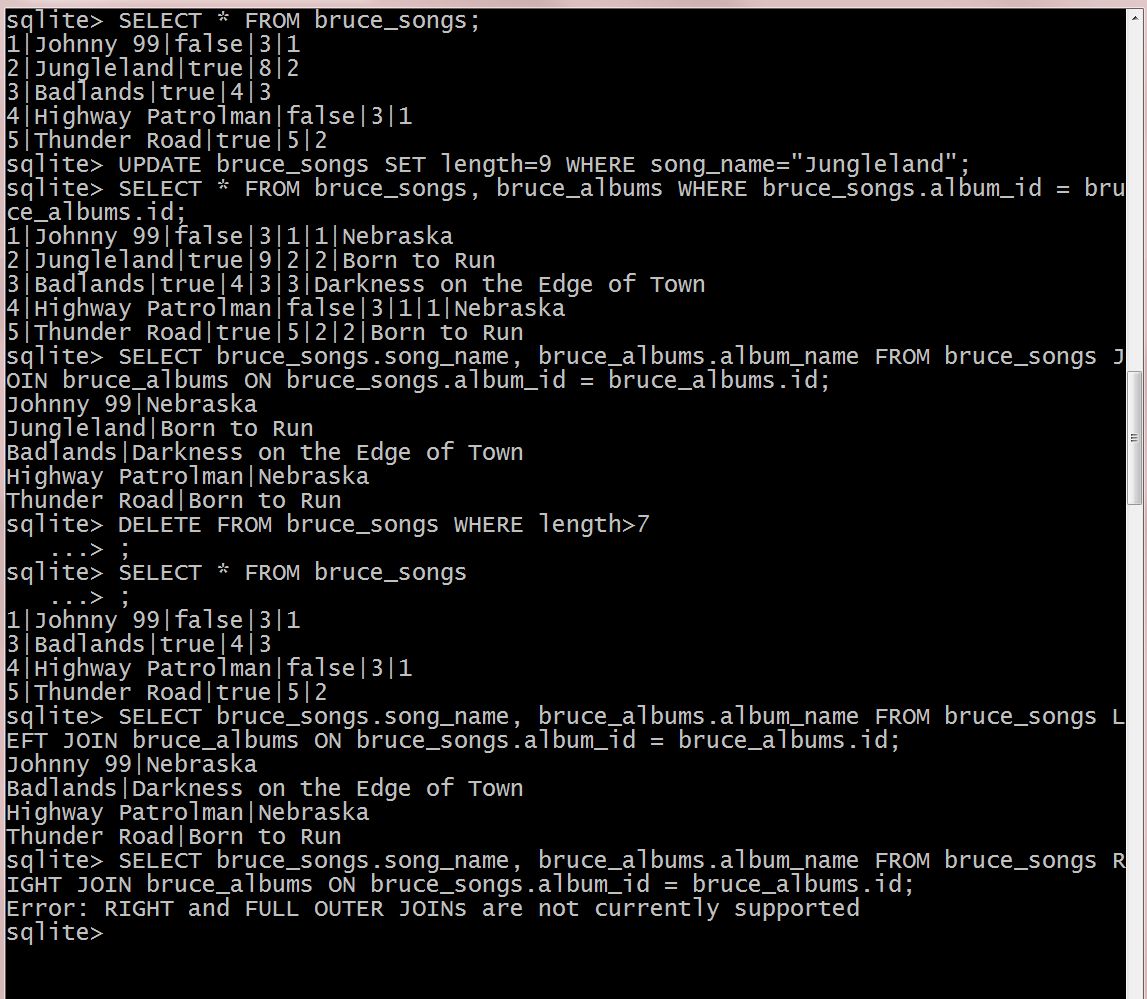 sqlite> SELECT * FROM bruce_songs;
1|Johnny 99|false|3|1
2|Jungleland|true|8|2
3|Badlands|true|4|3
4|Highway Patrolman|false|3|1
5|Thunder Road|true|5|2
sqlite> UPDATE bruce_songs SET length=9 WHERE song_name="Jungleland";
sqlite> SELECT * FROM bruce_songs, bruce_albums WHERE bruce_songs.album_id = bru
ce_albums.id;
1|Johnny 99|false|3|1|1|Nebraska
2|Jungleland|true|9|2|2|Born to Run
3|Badlands|true|4|3|3|Darkness on the Edge of Town
4|Highway Patrolman|false|3|1|1|Nebraska
5|Thunder Road|true|5|2|2|Born to Run
sqlite> SELECT bruce_songs.song_name, bruce_albums.album_name FROM bruce_songs J
OIN bruce_albums ON bruce_songs.album_id = bruce_albums.id;
Johnny 99|Nebraska
Jungleland|Born to Run
Badlands|Darkness on the Edge of Town
Highway Patrolman|Nebraska
Thunder Road|Born to Run
sqlite> DELETE FROM bruce_songs WHERE length>7
   ...> ;
sqlite> SELECT * FROM bruce_songs
   ...> ;
1|Johnny 99|false|3|1
3|Badlands|true|4|3
4|Highway Patrolman|false|3|1
5|Thunder Road|true|5|2
sqlite> SELECT bruce_songs.song_name, bruce_albums.album_name FROM bruce_songs L
EFT JOIN bruce_albums ON bruce_songs.album_id = bruce_albums.id;
Johnny 99|Nebraska
Badlands|Darkness on the Edge of Town
Highway Patrolman|Nebraska
Thunder Road|Born to Run
sqlite> SELECT bruce_songs.song_name, bruce_albums.album_name FROM bruce_songs R
IGHT JOIN bruce_albums ON bruce_songs.album_id = bruce_albums.id;
Error: RIGHT and FULL OUTER JOINs are not currently supported
sqlite>